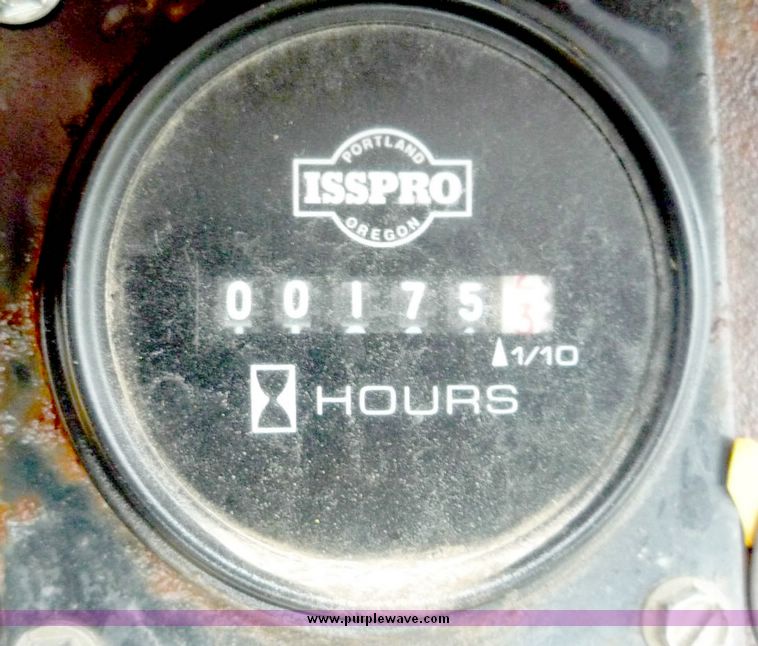 PORTLAND
ISSPRO
OREGON
00175
1/10
HOURS
www.purplewave.com